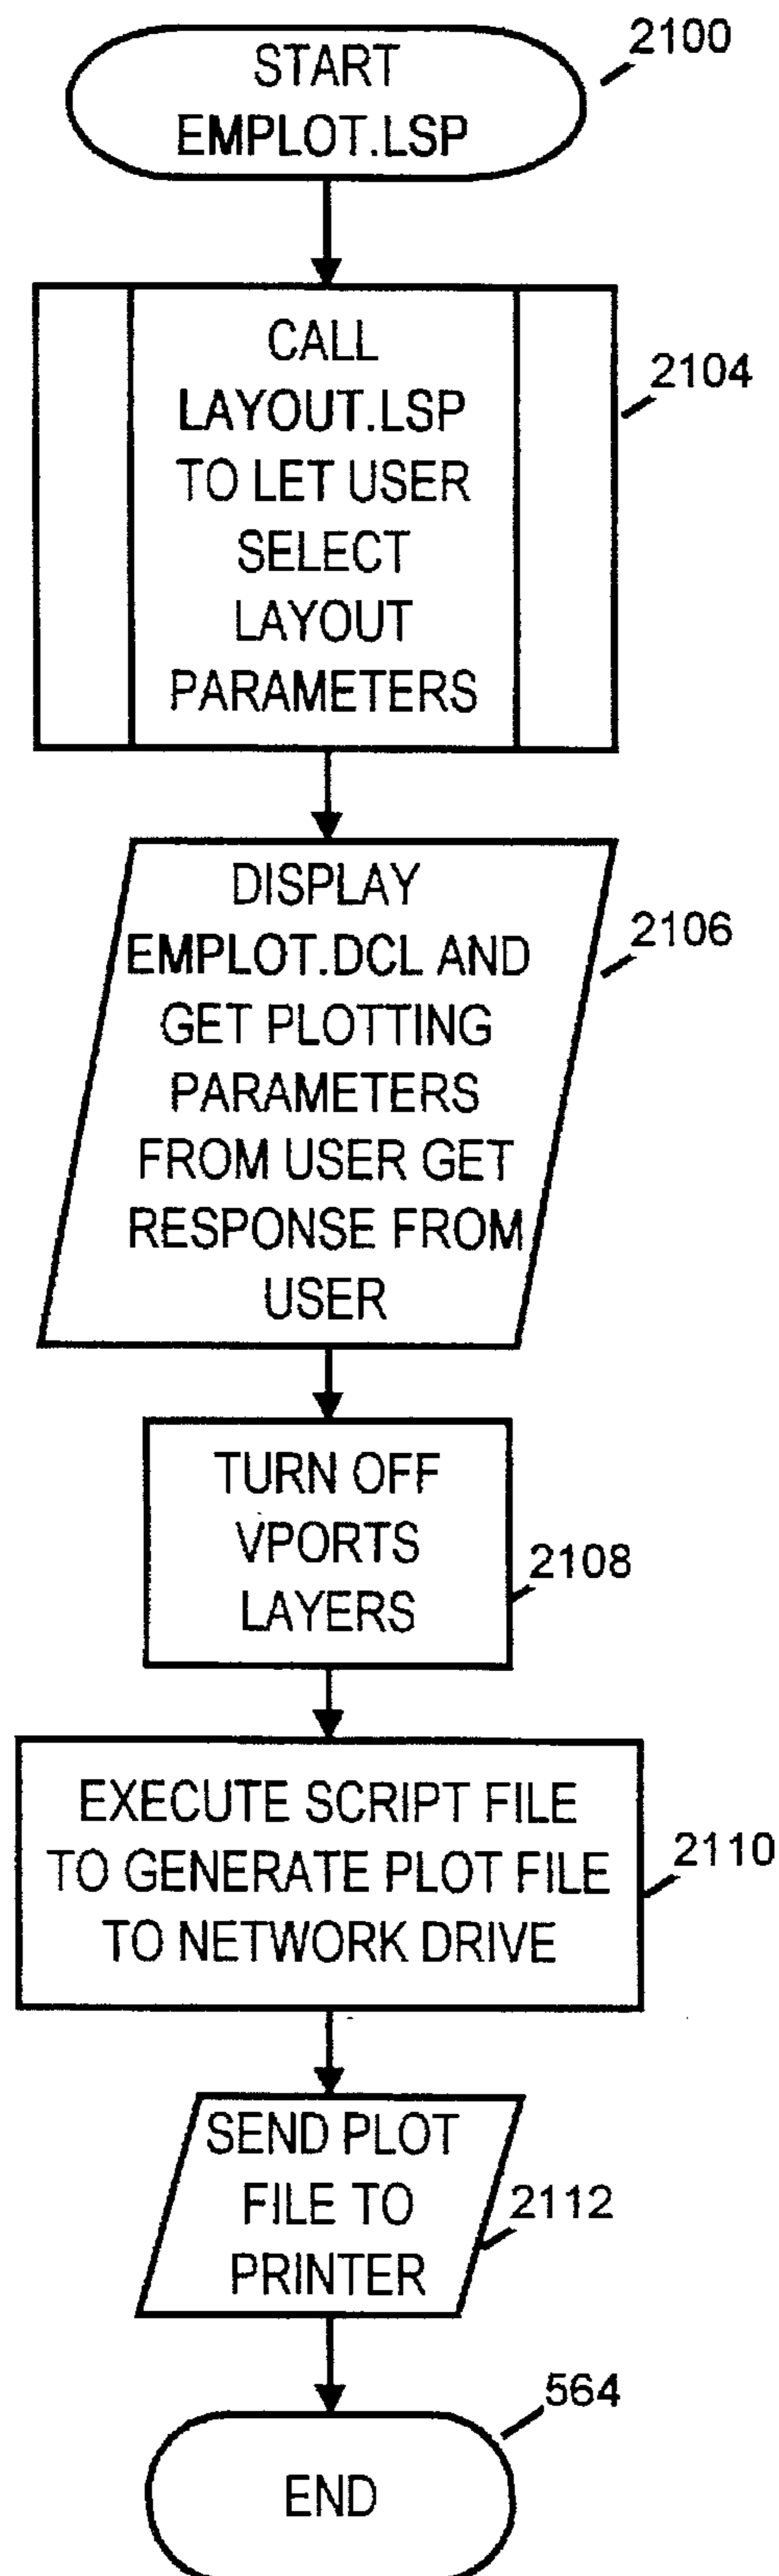 2100
START
EMPLOT.LSP
2104
CALL
LAYOUT.LSP
TO LET USER
SELECT
LAYOUT
PARAMETERS
2106
DISPLAY
EMPLOT.DCL AND
GET PLOTTING
PARAMETERS
FROM USER GET
RESPONSE FROM
USER
2108
TURN OFF
VPORTS
LAYERS
2110
EXECUTE SCRIPT FILE
TO GENERATE PLOT FILE
TO NETWORK DRIVE
2112
SEND PLOT
FILE TO
PRINTER
564
END